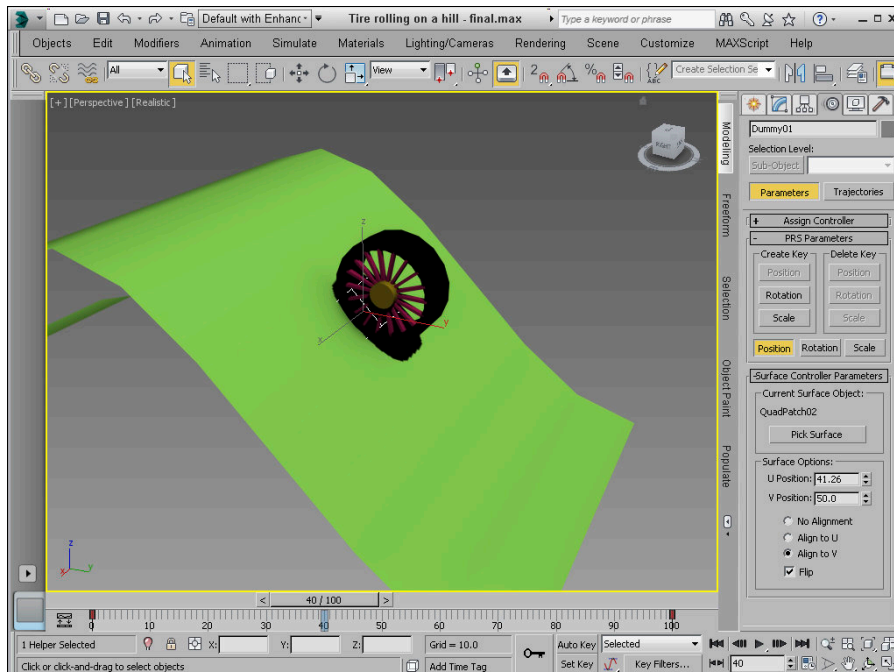 Default with Enhanc
Tire rolling on a hill - final.max
Type a keyword or phrase
Objects Edit Modifiers Animation Simulate Materials Lighting/Cameras Rendering Scene Customize MAXScript Help
All View 2 % ABC Create Selection Se
[+] [Perspective] [Realistic]
RIGHT
z
x
y
z
x
y
Modeling
Freeform
Selection
Object Paint
Populate
Dummy01
Selection Level:
Sub-Object
Parameters Trajectories
+ Assign Controller
- PRS Parameters
Create Key Delete Key
Position Position
Rotation Rotation
Scale Scale
Position Rotation Scale
- Surface Controller Parameters
Current Surface Object:
QuadPatch02
Pick Surface
Surface Options:
U Position: 41.26
V Position: 50.0
No Alignment
Align to U
Align to V
Flip
< 40 / 100 >
0 10 20 30 40 50 60 70 80 90 100
1 Helper Selected X: Y: Z: Grid = 10.0 Auto Key Selected
Click or click-and-drag to select objects Add Time Tag Set Key Key Filters... 40